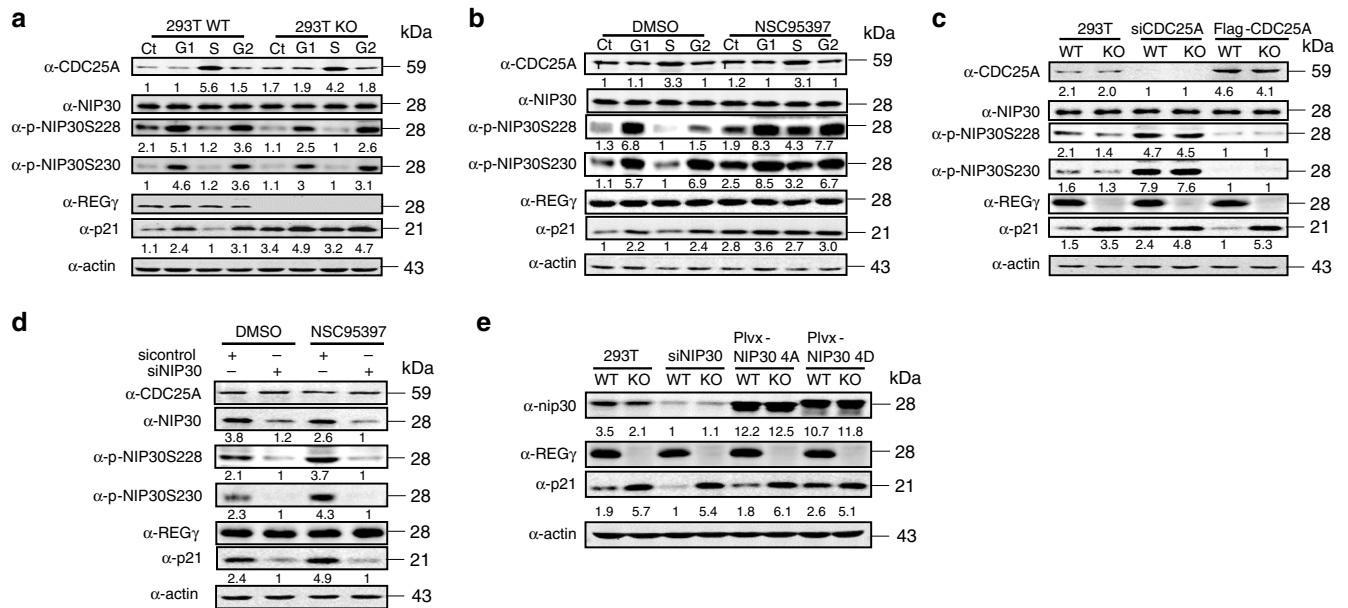 a
293T WT 293T KO
kDa
Ct G1 S G2 Ct G1 S G2
α-CDC25A 59
1 1 5.6 1.5 1.7 1.9 4.2 1.8
α-NIP30 28
α-p-NIP30S228 28
2.1 5.1 1.2 3.6 1.1 2.5 1 2.6
α-p-NIP30S230 28
1 4.6 1.2 3.6 1.1 3 1 3.1
α-REGγ 28
α-p21 21
1.1 2.4 1 3.1 3.4 4.9 3.2 4.7
α-actin 43
b
DMSO NSC95397
kDa
Ct G1 S G2 Ct G1 S G2
α-CDC25A 59
1 1.1 3.3 1 1.2 1 3.1 1
α-NIP30 28
α-p-NIP30S228 28
1.3 6.8 1 1.5 1.9 8.3 4.3 7.7
α-p-NIP30S230 28
1.1 5.7 1 6.9 2.5 8.5 3.2 6.7
α-REGγ 28
α-p21 21
1 2.2 1 2.4 2.8 3.6 2.7 3.0
α-actin 43
c
293T siCDC25A Flag-CDC25A
WT KO WT KO WT KO kDa
α-CDC25A 59
2.1 2.0 1 1 4.6 4.1
α-NIP30 28
α-p-NIP30S228 28
2.1 1.4 4.7 4.5 1 1
α-p-NIP30S230 28
1.6 1.3 7.9 7.6 1 1
α-REGγ 28
α-p21 21
1.5 3.5 2.4 4.8 1 5.3
α-actin 43
d
DMSO NSC95397
sicontrol + – + –
siNIP30 – + – + kDa
α-CDC25A 59
α-NIP30 28
3.8 1.2 2.6 1
α-p-NIP30S228 28
2.1 1 3.7 1
α-p-NIP30S230 28
2.3 1 4.3 1
α-REGγ 28
α-p21 21
2.4 1 4.9 1
α-actin 43
e
Plvx - Plvx -
293T siNIP30 NIP30 4A NIP30 4D
WT KO WT KO WT KO WT KO kDa
α-nip30 28
3.5 2.1 1 1.1 12.2 12.5 10.7 11.8
α-REGγ 28
α-p21 21
1.9 5.7 1 5.4 1.8 6.1 2.6 5.1
α-actin 43